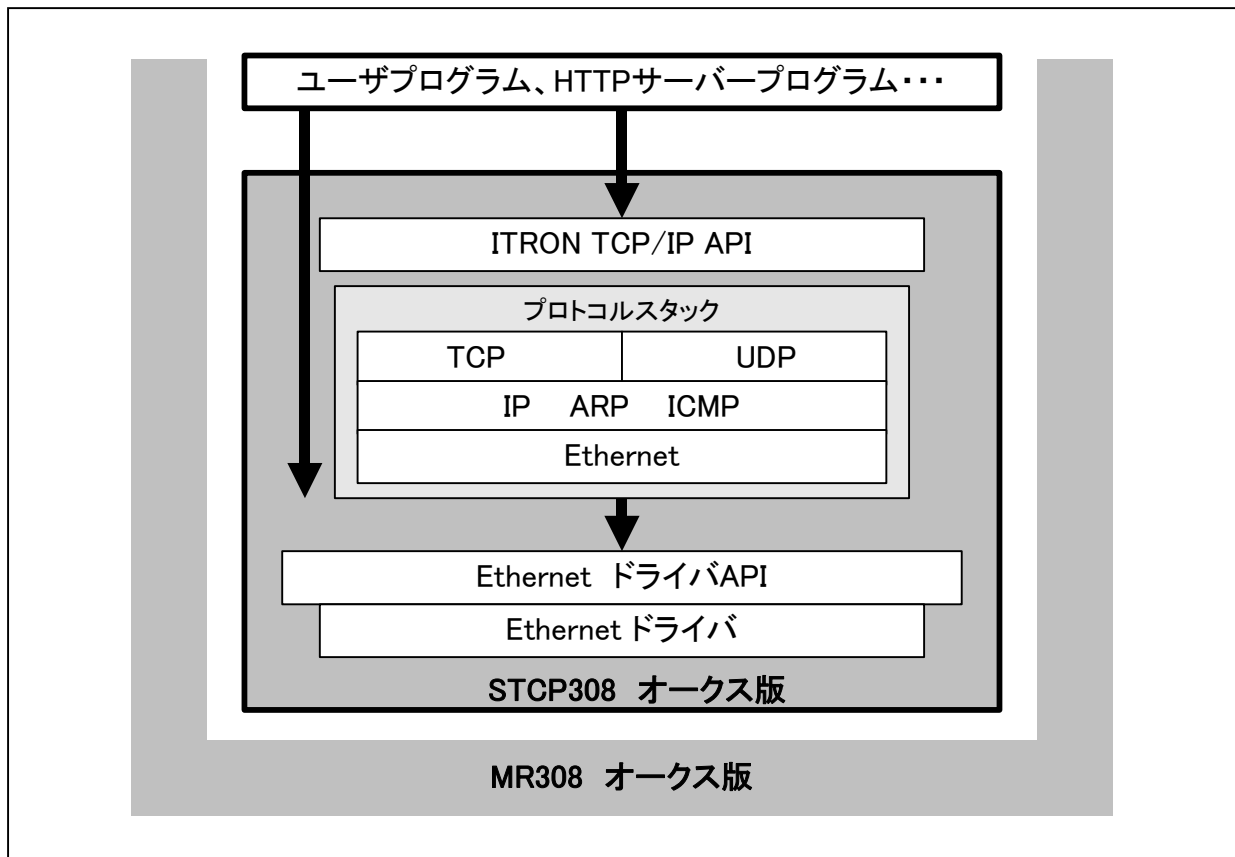 ユーザプログラム、HTTPサーバープログラム・・・
ITRON TCP/IP API
プロトコルスタック
TCP UDP
IP ARP ICMP
Ethernet
Ethernet ドライバAPI
Ethernet ドライバ
STCP308 オークス版
MR308 オークス版